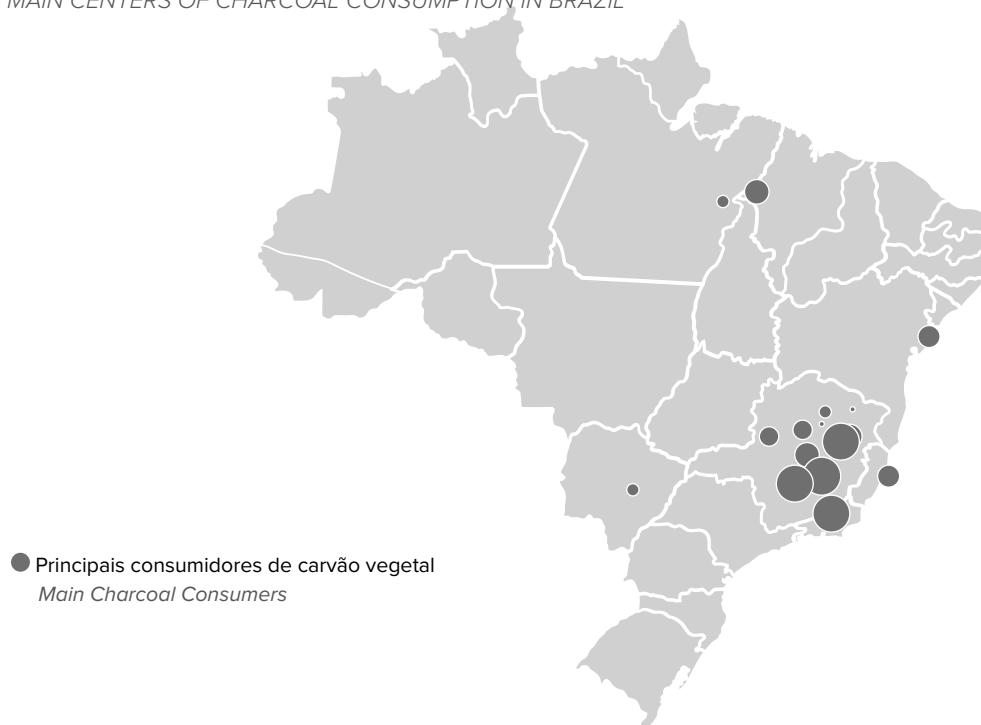 MAIN CENTERS OF CHARCOAL CONSUMPTION IN BRAZIL
Principais consumidores de carvão vegetal
Main Charcoal Consumers